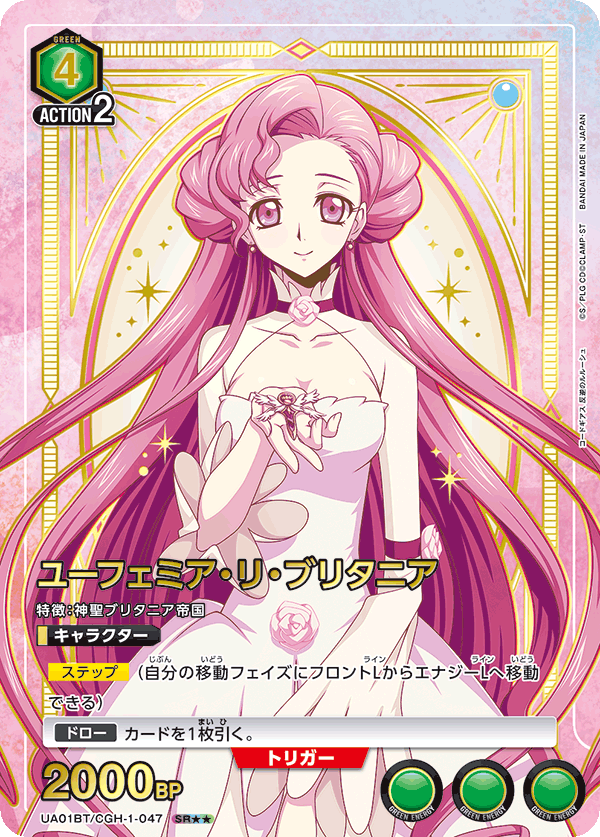 GREEN
4
ACTION2
BANDAI MADE IN JAPAN
©S/PLG CD©CLAMP・ST
コードギアス 反逆のルルーシュ
ユーフェミア・リ・ブリタニア
特徴:神聖ブリタニア帝国
キャラクター
ステップ (自分の移動フェイズにフロントLからエナジーLへ移動
できる)
ドロー カードを1枚引く。
トリガー
2000BP
GREEN ENERGY GREEN ENERGY GREEN ENERGY
UA01BT/CGH-1-047 SR★★